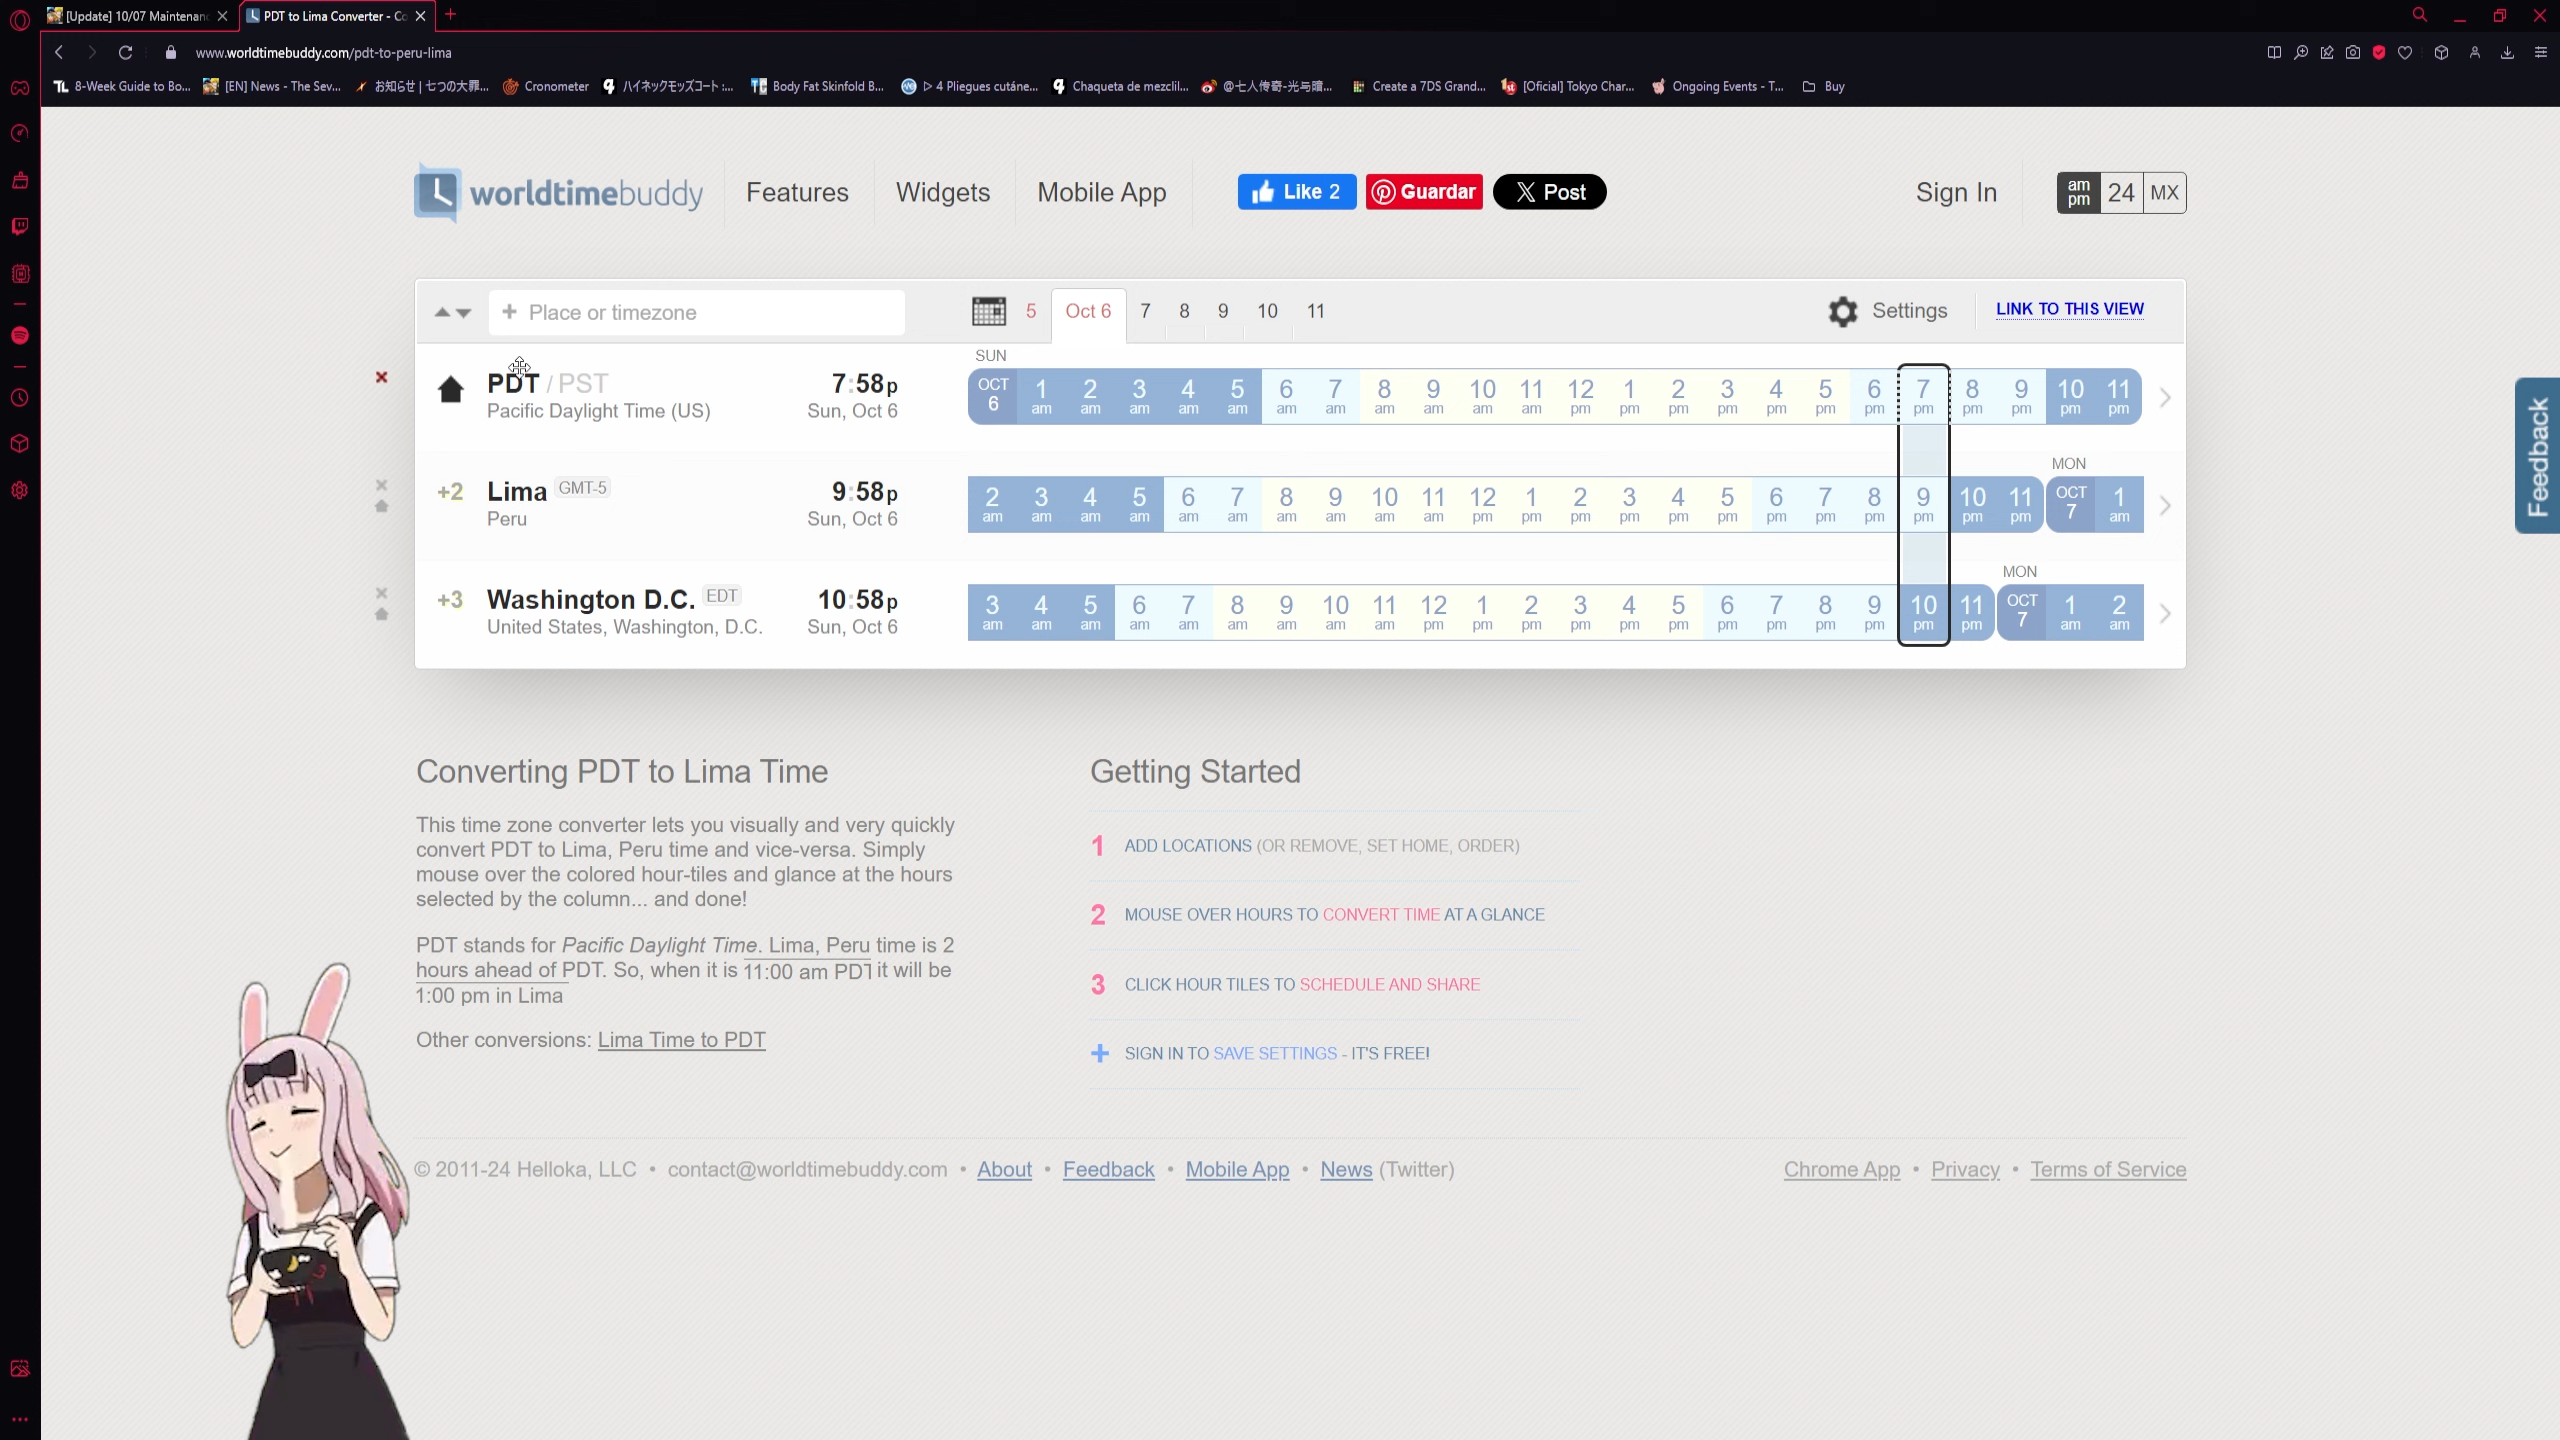 [Update] 10/07 Maintenanc
PDT to Lima Converter - Co
www.worldtimebuddy.com/pdt-to-peru-lima
8-Week Guide to Bo...
[EN] News - The Sev...
お知らせ | 七つの大罪...
Cronometer
ハイネックモッズコート :...
Body Fat Skinfold B...
ᐅ 4 Pliegues cutáne...
Chaqueta de mezclil...
@七人传奇-光与暗...
Create a 7DS Grand...
[Oficial] Tokyo Char...
Ongoing Events - T...
Buy
worldtimebuddy
Features
Widgets
Mobile App
Like 2
Guardar
X Post
Sign In
am pm 24 MX
+ Place or timezone
5 Oct 6 7 8 9 10 11
Settings
LINK TO THIS VIEW
SUN
PDT / PST
7:58p
Pacific Daylight Time (US)
Sun, Oct 6
OCT 6 1 am 2 am 3 am 4 am 5 am 6 am 7 am 8 am 9 am 10 am 11 am 12 pm 1 pm 2 pm 3 pm 4 pm 5 pm 6 pm 7 pm 8 pm 9 pm 10 pm 11 pm
MON
+2 Lima GMT-5
9:58p
Peru
Sun, Oct 6
2 am 3 am 4 am 5 am 6 am 7 am 8 am 9 am 10 am 11 am 12 pm 1 pm 2 pm 3 pm 4 pm 5 pm 6 pm 7 pm 8 pm 9 pm 10 pm 11 pm OCT 7 1 am
MON
+3 Washington D.C. EDT
10:58p
United States, Washington, D.C.
Sun, Oct 6
3 am 4 am 5 am 6 am 7 am 8 am 9 am 10 am 11 am 12 pm 1 pm 2 pm 3 pm 4 pm 5 pm 6 pm 7 pm 8 pm 9 pm 10 pm 11 pm OCT 7 1 am 2 am
Feedback
Converting PDT to Lima Time
This time zone converter lets you visually and very quickly
convert PDT to Lima, Peru time and vice-versa. Simply
mouse over the colored hour-tiles and glance at the hours
selected by the column... and done!
PDT stands for Pacific Daylight Time. Lima, Peru time is 2
hours ahead of PDT. So, when it is 11:00 am PDT it will be
1:00 pm in Lima
Other conversions: Lima Time to PDT
Getting Started
1 ADD LOCATIONS (OR REMOVE, SET HOME, ORDER)
2 MOUSE OVER HOURS TO CONVERT TIME AT A GLANCE
3 CLICK HOUR TILES TO SCHEDULE AND SHARE
+ SIGN IN TO SAVE SETTINGS - IT'S FREE!
© 2011-24 Helloka, LLC • contact@worldtimebuddy.com • About • Feedback • Mobile App • News (Twitter)
Chrome App • Privacy • Terms of Service